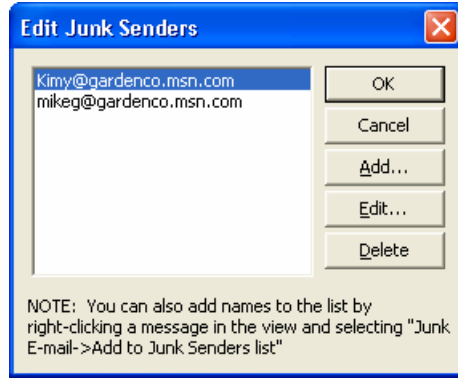 Edit Junk Senders
Kimy@gardenco.msn.com
mikeg@gardenco.msn.com
OK
Cancel
Add...
Edit...
Delete
NOTE:  You can also add names to the list by
right-clicking a message in the view and selecting "Junk
E-mail->Add to Junk Senders list"